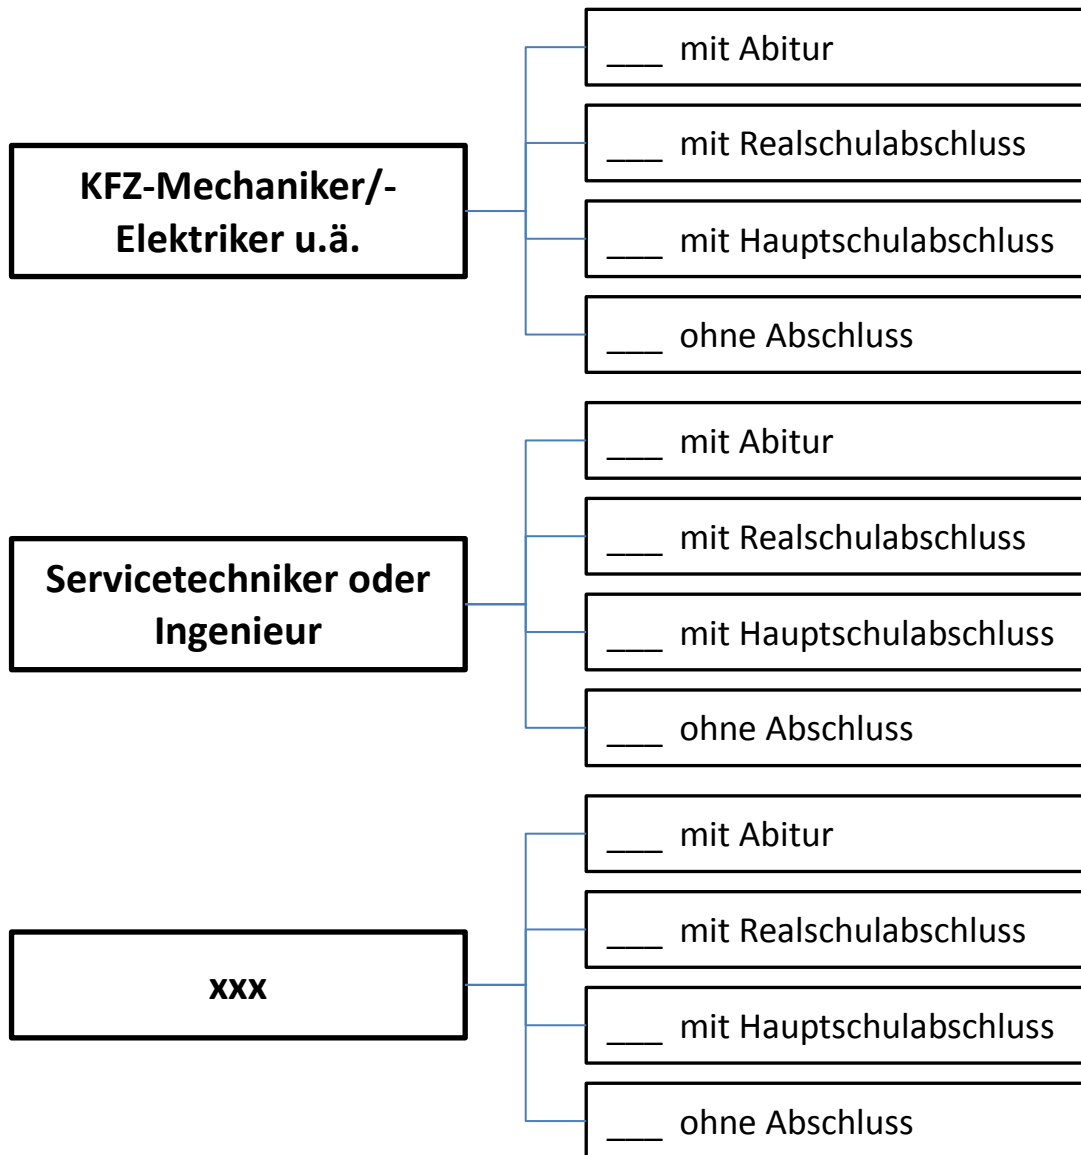 ___ mit Abitur
___ mit Realschulabschluss
KFZ-Mechaniker/-
Elektriker u.ä.
___ mit Hauptschulabschluss
___ ohne Abschluss
___ mit Abitur
___ mit Realschulabschluss
Servicetechniker oder
Ingenieur
___ mit Hauptschulabschluss
___ ohne Abschluss
___ mit Abitur
___ mit Realschulabschluss
xxx
___ mit Hauptschulabschluss
___ ohne Abschluss